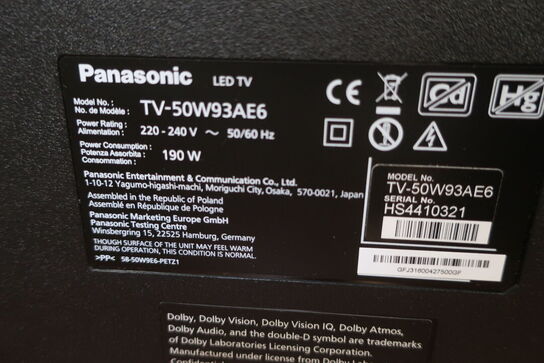 Panasonic LED TV
Model No. :
No. de Modèle : TV-50W93AE6
Power Rating :
Alimentation : 220 - 240 V ~ 50/60 Hz
Power Consumption :
Potenza Assorbita :
Consommation : 190 W
Panasonic Entertainment & Communication Co., Ltd.
1-10-12 Yagumo-higashi-machi, Moriguchi City, Osaka, 570-0021, Japan
Assembled in the Republic of Poland
Assemblé en République de Pologne
Panasonic Marketing Europe GmbH
Panasonic Testing Centre
Winsbergring 15, 22525 Hamburg, Germany
THOUGH SURFACE OF THE UNIT MAY FEEL WARM
DURING OPERATION, THIS CONDITION IS NORMAL.
>PP< 58-50W9E6-PETZ1
CE
Cd
Hg
MODEL No.
TV-50W93AE6
SERIAL No.
HS4410321
GFJ31600427500GF
Dolby, Dolby Vision, Dolby Vision IQ, Dolby Atmos,
Dolby Audio, and the double-D symbol are trademarks
of Dolby Laboratories Licensing Corporation.
Manufactured under license from Dolby